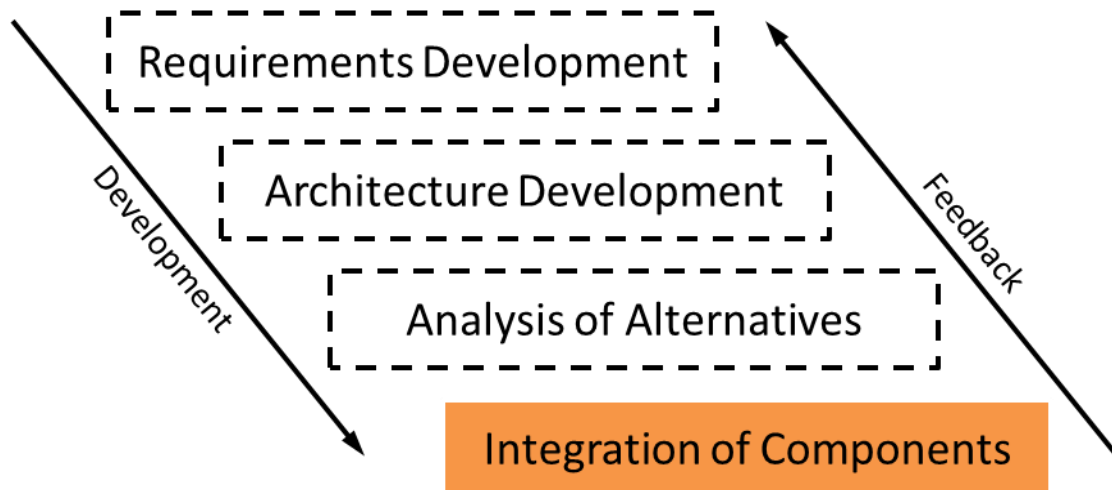 Requirements Development
Architecture Development
Analysis of Alternatives
Integration of Components
Development
Feedback